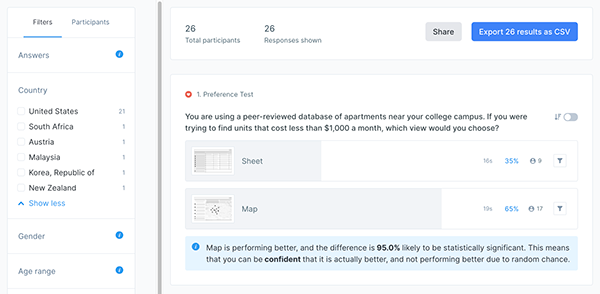 Filters Participants
Answers
Country
United States 21
South Africa 1
Austria 1
Malaysia 1
Korea, Republic of 1
New Zealand 1
Show less
Gender
Age range
26 26
Total participants Responses shown
Share
Export 26 results as CSV
1. Preference Test
You are using a peer-reviewed database of apartments near your college campus. If you were
trying to find units that cost less than $1,000 a month, which view would you choose?
Sheet 16s 35% 9
Map 19s 65% 17
Map is performing better, and the difference is 95.0% likely to be statistically significant. This means
that you can be confident that it is actually better, and not performing better due to random chance.